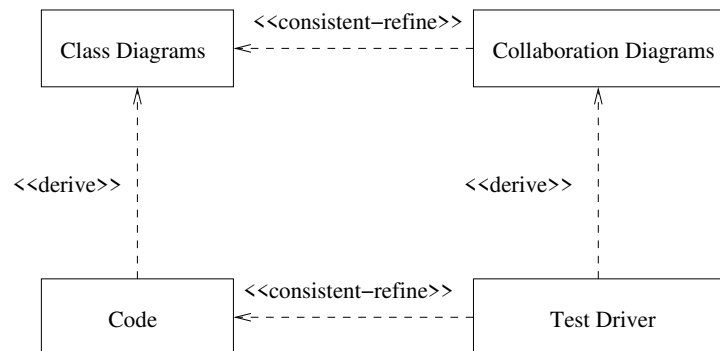 <<consistent−refine>>
Class Diagrams
Collaboration Diagrams
<<derive>>
<<derive>>
<<consistent−refine>>
Code
Test Driver